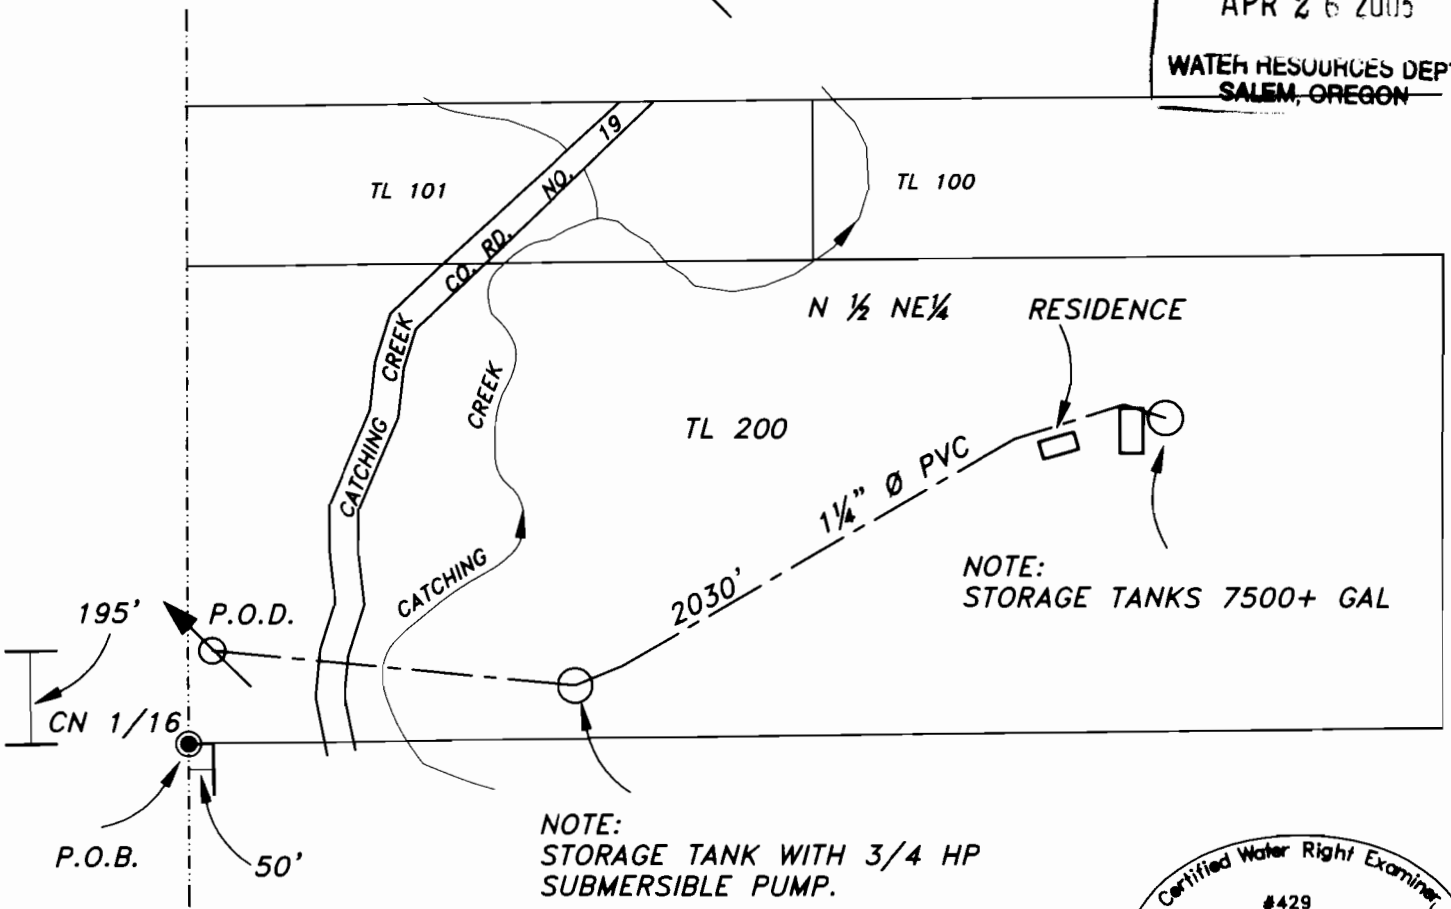 APR 26 2005
WATER RESOURCES DEPT
SALEM, OREGON
TL 101
CATCHING CREEK CO. RD. NO. 19
TL 100
N ½ NE¼
RESIDENCE
CATCHING CREEK
TL 200
1¼" Ø PVC
2030'
NOTE:
STORAGE TANKS 7500+ GAL
195'
P.O.D.
CN 1/16
P.O.B.
50'
NOTE:
STORAGE TANK WITH 3/4 HP
SUBMERSIBLE PUMP.
Certified Water Right Examiner
#429